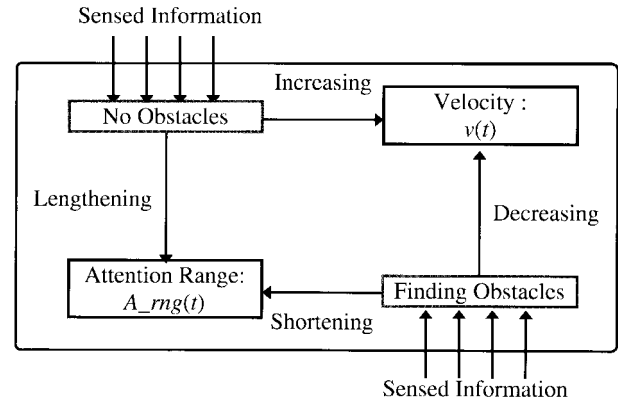 Sensed Information
Increasing
No Obstacles
Velocity :
v(t)
Lengthening
Decreasing
Attention Range:
A_rng(t)
Finding Obstacles
Shortening
Sensed Information